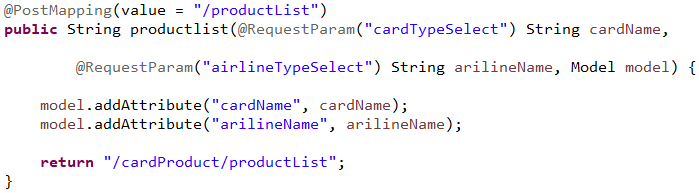 @PostMapping(value = "/productList")
public String productlist(@RequestParam("cardTypeSelect") String cardName,
@RequestParam("airlineTypeSelect") String arilineName, Model model) {
model.addAttribute("cardName", cardName);
model.addAttribute("arilineName", arilineName);
return "/cardProduct/productList";
}